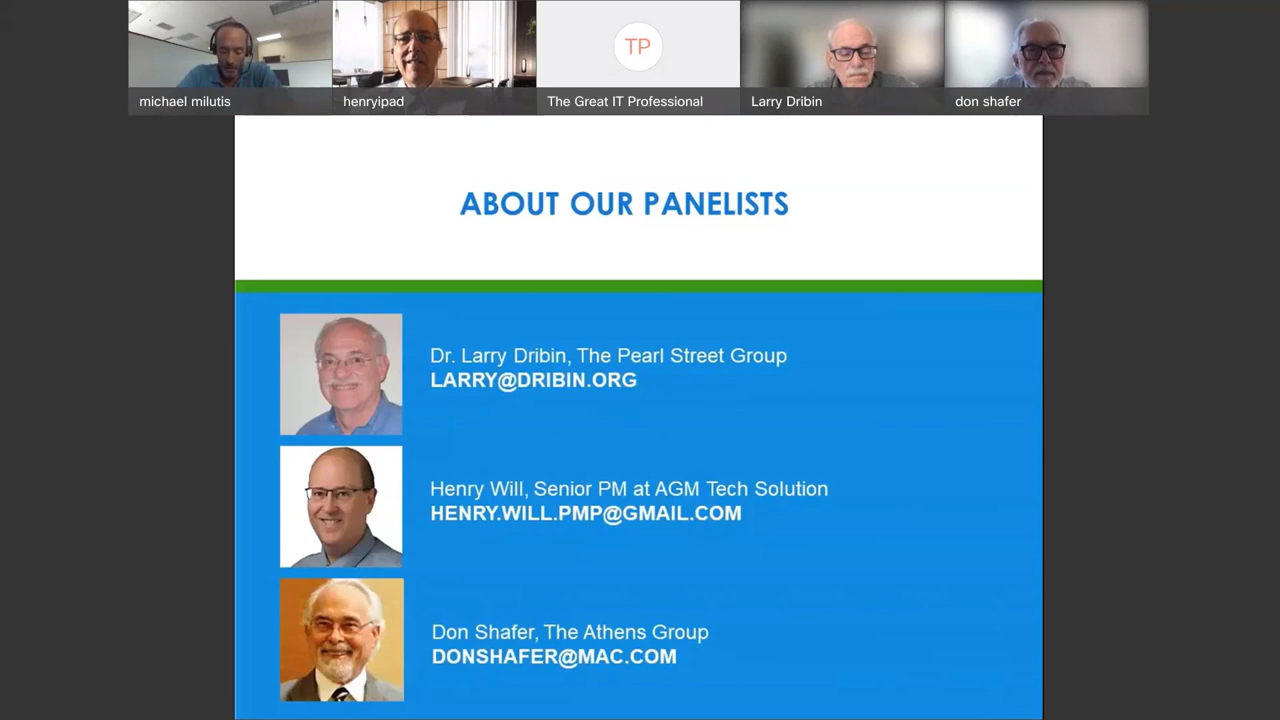 TP
michael milutis
henryipad
The Great IT Professional
Larry Dribin
don shafer
ABOUT OUR PANELISTS
Dr. Larry Dribin, The Pearl Street Group
LARRY@DRIBIN.ORG
Henry Will, Senior PM at AGM Tech Solution
HENRY.WILL.PMP@GMAIL.COM
Don Shafer, The Athens Group
DONSHAFER@MAC.COM